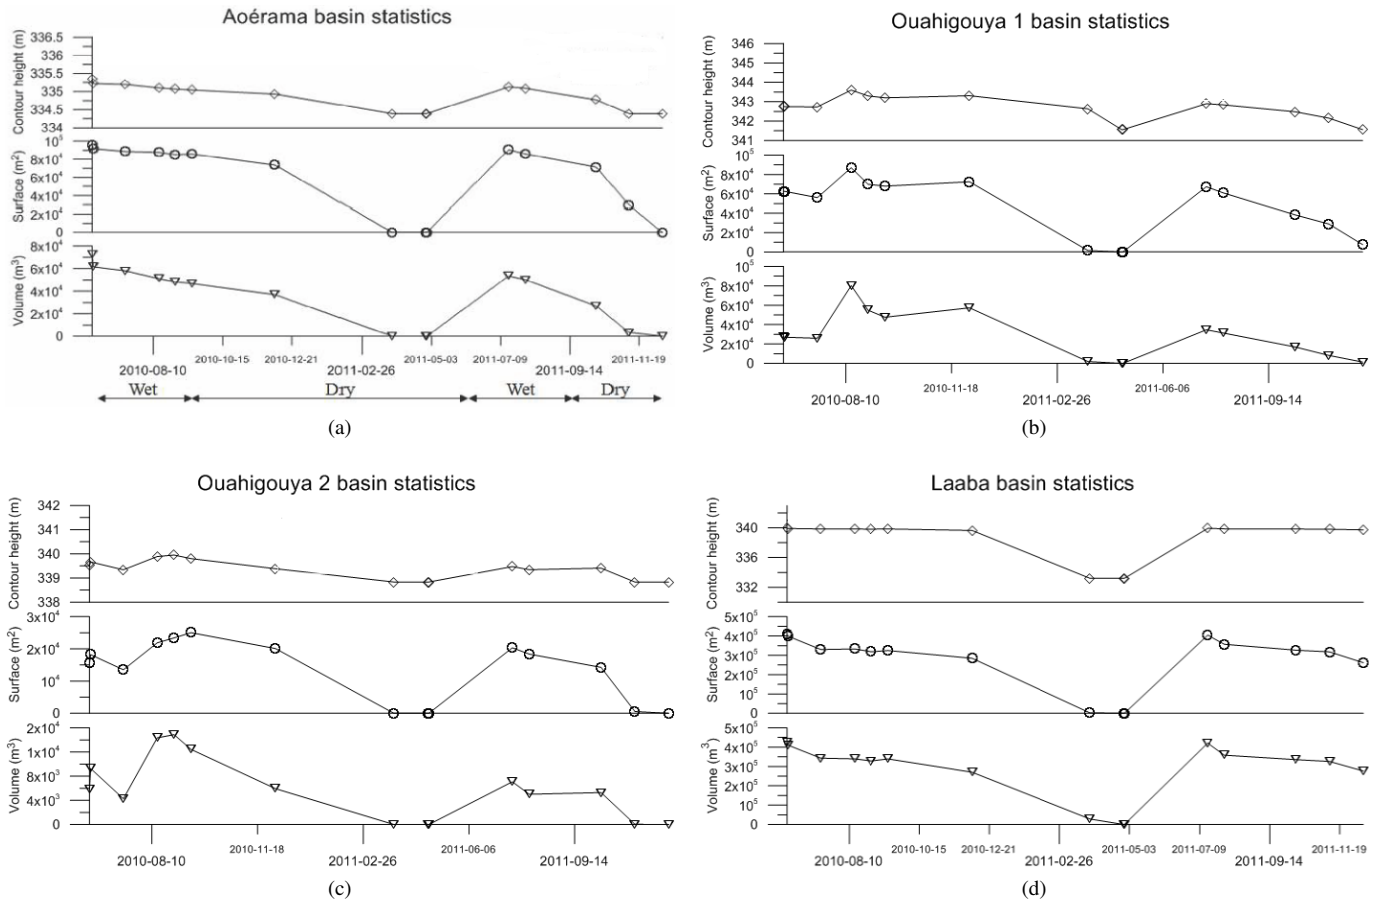 Aoérama basin statistics
Contour height (m)
336.5
336
335.5
335
334.5
334
Surface (m²)
10⁵
8x10⁴
6x10⁴
4x10⁴
2x10⁴
0
Volume (m³)
8x10⁴
6x10⁴
4x10⁴
2x10⁴
0
2010-10-15 2010-12-21 2011-05-03 2011-07-09 2011-11-19
2010-08-10 2011-02-26 2011-09-14
Wet Dry Wet Dry
(a)
Ouahigouya 1 basin statistics
Contour height (m)
346
345
344
343
342
341
Surface (m²)
10⁵
8x10⁴
6x10⁴
4x10⁴
2x10⁴
0
Volume (m³)
10⁵
8x10⁴
6x10⁴
4x10⁴
2x10⁴
0
2010-11-18 2011-06-06
2010-08-10 2011-02-26 2011-09-14
(b)
Ouahigouya 2 basin statistics
Contour height (m)
342
341
340
339
338
Surface (m²)
3x10⁴
2x10⁴
10⁴
0
Volume (m³)
2x10⁴
1x10⁴
8x10³
4x10³
0
2010-11-18 2011-06-06
2010-08-10 2011-02-26 2011-09-14
(c)
Laaba basin statistics
Contour height (m)
340
336
332
Surface (m²)
5x10⁵
4x10⁵
3x10⁵
2x10⁵
10⁵
0
Volume (m³)
5x10⁵
4x10⁵
3x10⁵
2x10⁵
10⁵
0
2010-10-15 2010-12-21 2011-05-03 2011-07-09 2011-11-19
2010-08-10 2011-02-26 2011-09-14
(d)